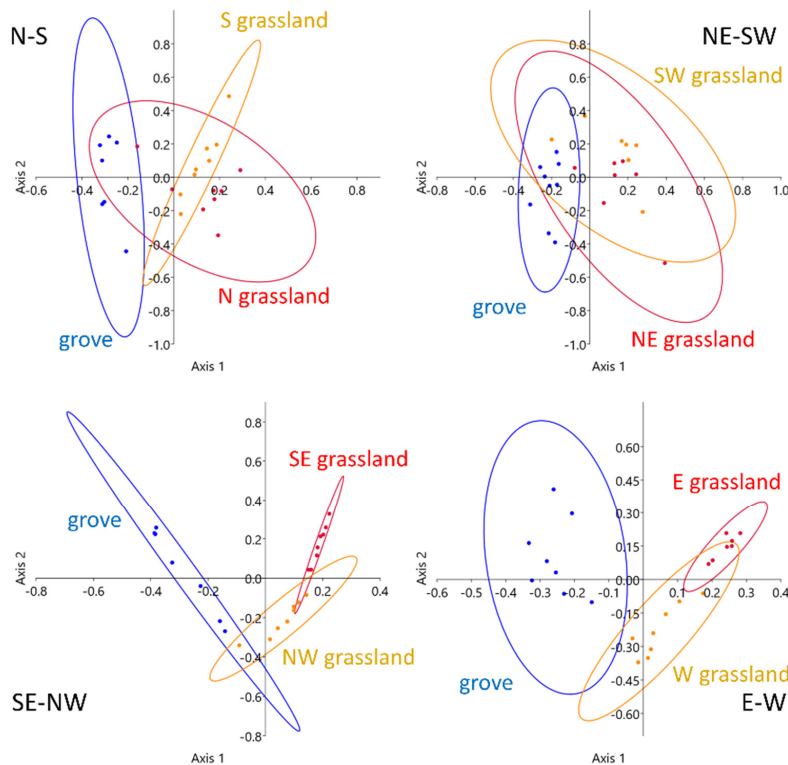 N-S
S grassland
0.8
0.6
0.4
0.2
Axis 2
-0.6 -0.4 -0.2 0.0 0.2 0.4 0.6 0.8
-0.2
-0.4
-0.6
-0.8
-1.0
N grassland
grove
Axis 1
NE-SW
SW grassland
0.8
0.6
0.4
0.2
Axis 2
-0.6 -0.4 -0.2 0.0 0.2 0.4 0.6 0.8 1.0
-0.2
-0.4
-0.6
-0.8
-1.0
grove
NE grassland
Axis 1
0.8
0.6
0.4
0.2
Axis 2
SE grassland
grove
-0.8 -0.6 -0.4 -0.2 0.0 0.2 0.4
-0.2
-0.4
-0.6
-0.8
NW grassland
SE-NW
Axis 1
0.60
0.45
0.30
0.15
Axis 2
E grassland
-0.5 -0.4 -0.3 -0.2 -0.1 0.00 0.1 0.2 0.3 0.4
-0.15
-0.30
-0.45
-0.60
grove
W grassland
E-W
Axis 1